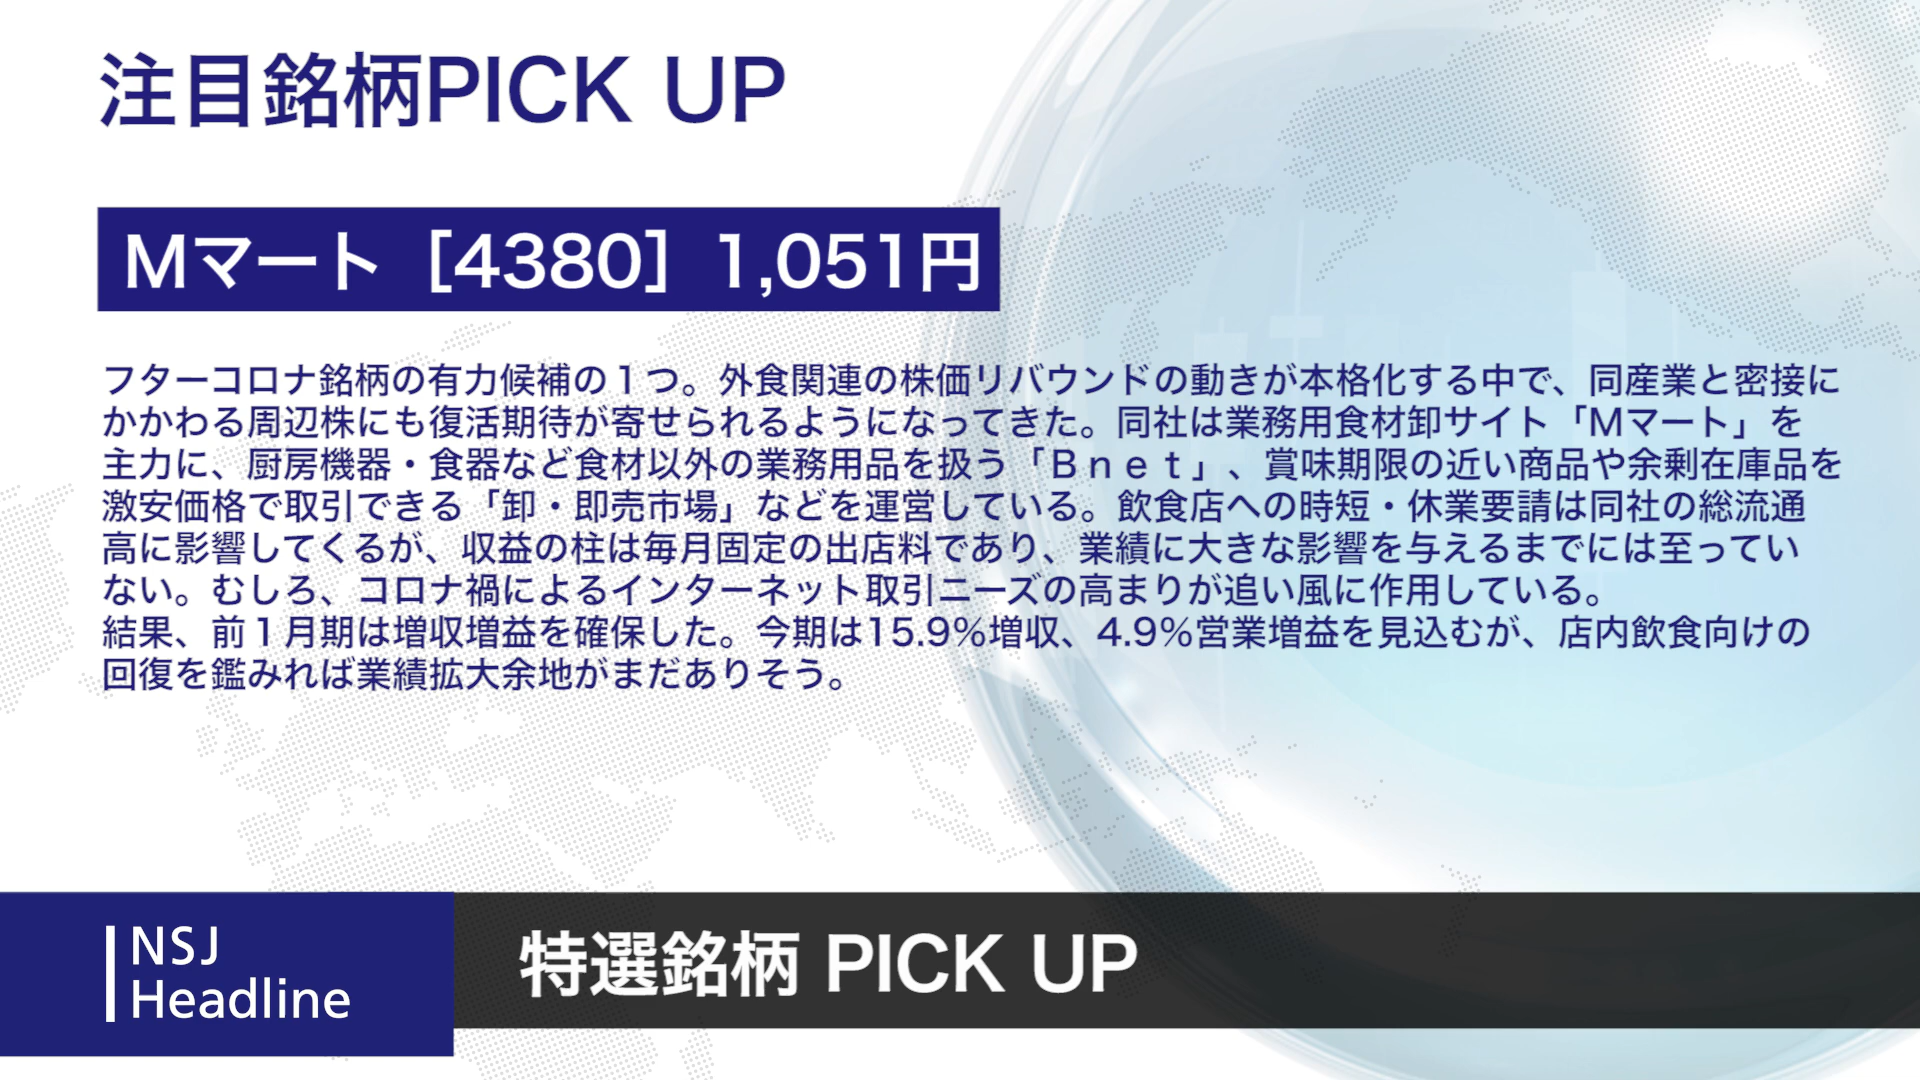 注目銘柄PICK UP
Mマート［4380］1,051円
フターコロナ銘柄の有力候補の１つ。外食関連の株価リバウンドの動きが本格化する中で、同産業と密接に
かかわる周辺株にも復活期待が寄せられるようになってきた。同社は業務用食材卸サイト「Mマート」を
主力に、厨房機器・食器など食材以外の業務用品を扱う「Ｂｎｅｔ」、賞味期限の近い商品や余剰在庫品を
激安価格で取引できる「卸・即売市場」などを運営している。飲食店への時短・休業要請は同社の総流通
高に影響してくるが、収益の柱は毎月固定の出店料であり、業績に大きな影響を与えるまでには至ってい
ない。むしろ、コロナ禍によるインターネット取引ニーズの高まりが追い風に作用している。
結果、前１月期は増収増益を確保した。今期は15.9％増収、4.9％営業増益を見込むが、店内飲食向けの
回復を鑑みれば業績拡大余地がまだありそう。
NSJ
Headline
特選銘柄 PICK UP